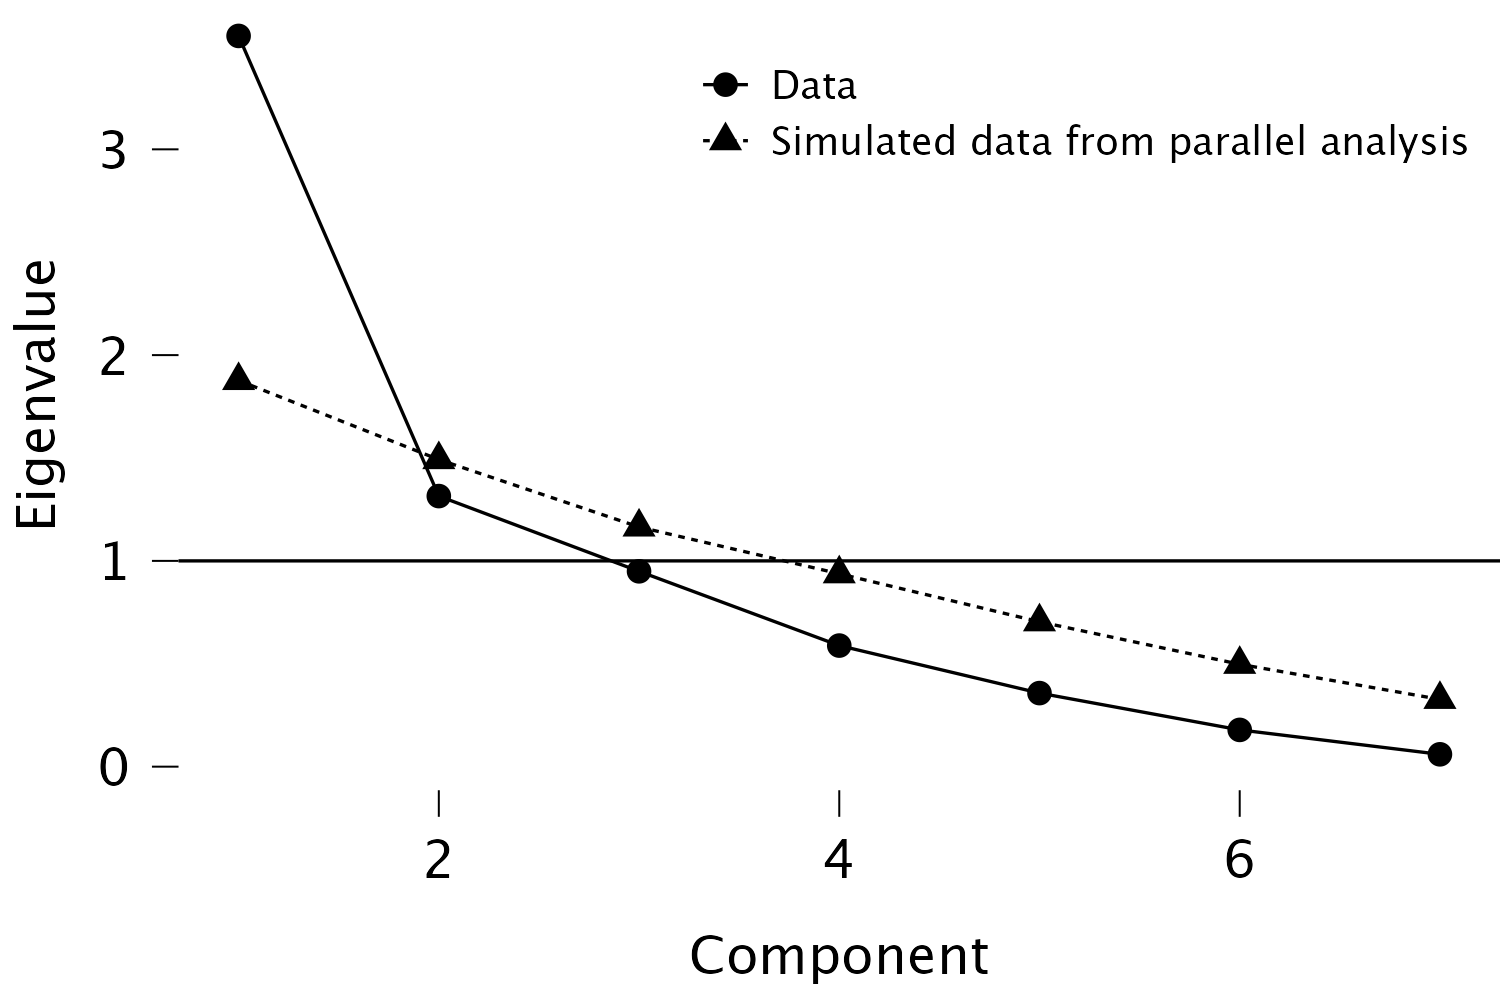 Data
Simulated data from parallel analysis
Eigenvalue
3
2
1
0
2
4
6
Component